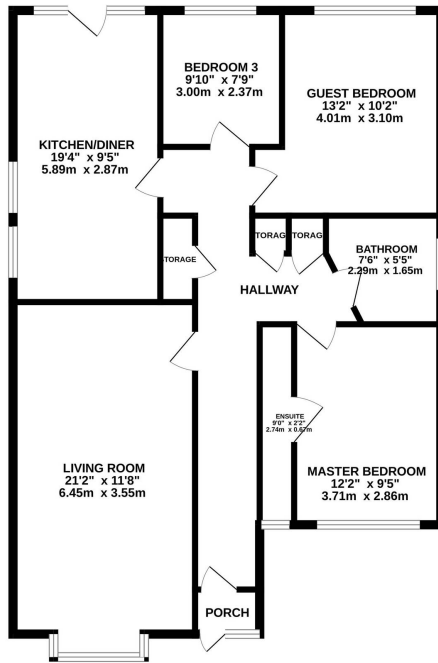 BEDROOM 3
9'10" x 7'9"
3.00m x 2.37m
GUEST BEDROOM
13'2" x 10'2"
4.01m x 3.10m
KITCHEN/DINER
19'4" x 9'5"
5.89m x 2.87m
TORAGE
TORAG
TORAG
BATHROOM
7'6" x 5'5"
2.29m x 1.65m
HALLWAY
ENSUITE
9'0" x 2'2"
2.74m x 0.67m
LIVING ROOM
21'2" x 11'8"
6.45m x 3.55m
MASTER BEDROOM
12'2" x 9'5"
3.71m x 2.86m
PORCH